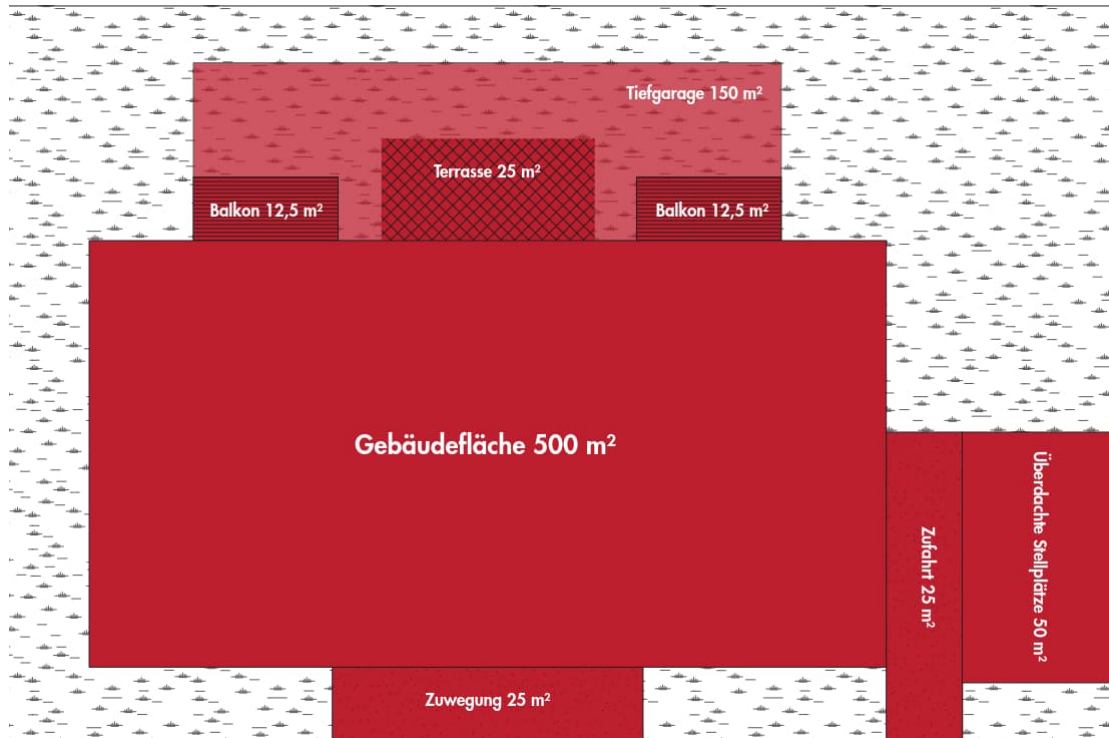 Tiefgarage 150 m²
Terrasse 25 m²
Balkon 12,5 m²
Balkon 12,5 m²
Gebäudefläche 500 m²
Zufahrt 25 m²
Überdachte Stellplätze 50 m²
Zuwegung 25 m²